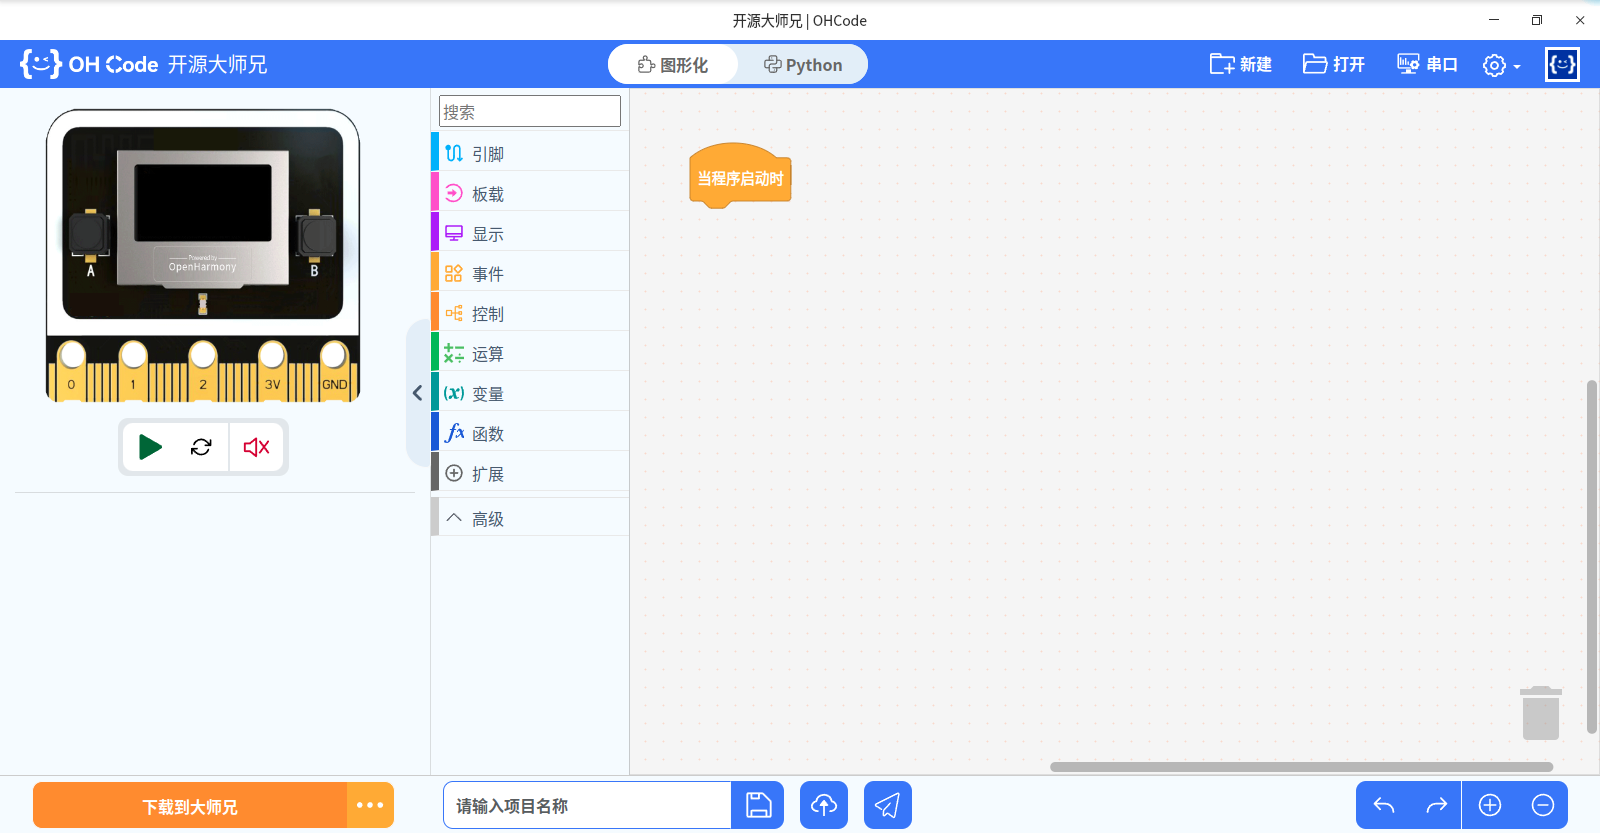 开源大师兄 | OHCode
OH Code 开源大师兄
图形化
Python
新建
打开
串口
搜索
引脚
板载
显示
事件
控制
运算
变量
函数
扩展
高级
当程序启动时
Powered by
OpenHarmony
A
B
0
1
2
3V
GND
下载到大师兄
请输入项目名称